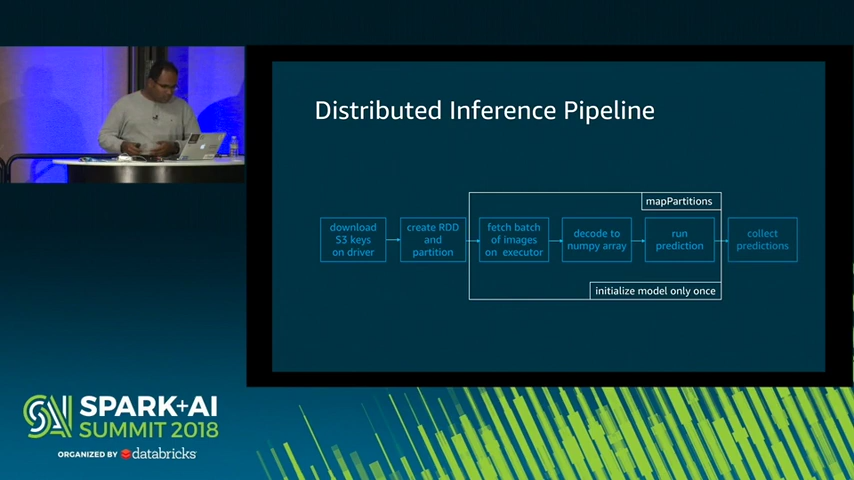 Distributed Inference Pipeline
mapPartitions
download
S3 keys
on driver
create RDD
and
partition
fetch batch
of images
on executor
decode to
numpy array
run
prediction
collect
predictions
initialize model only once
SPARK+AI
SUMMIT 2018
ORGANIZED BY databricks